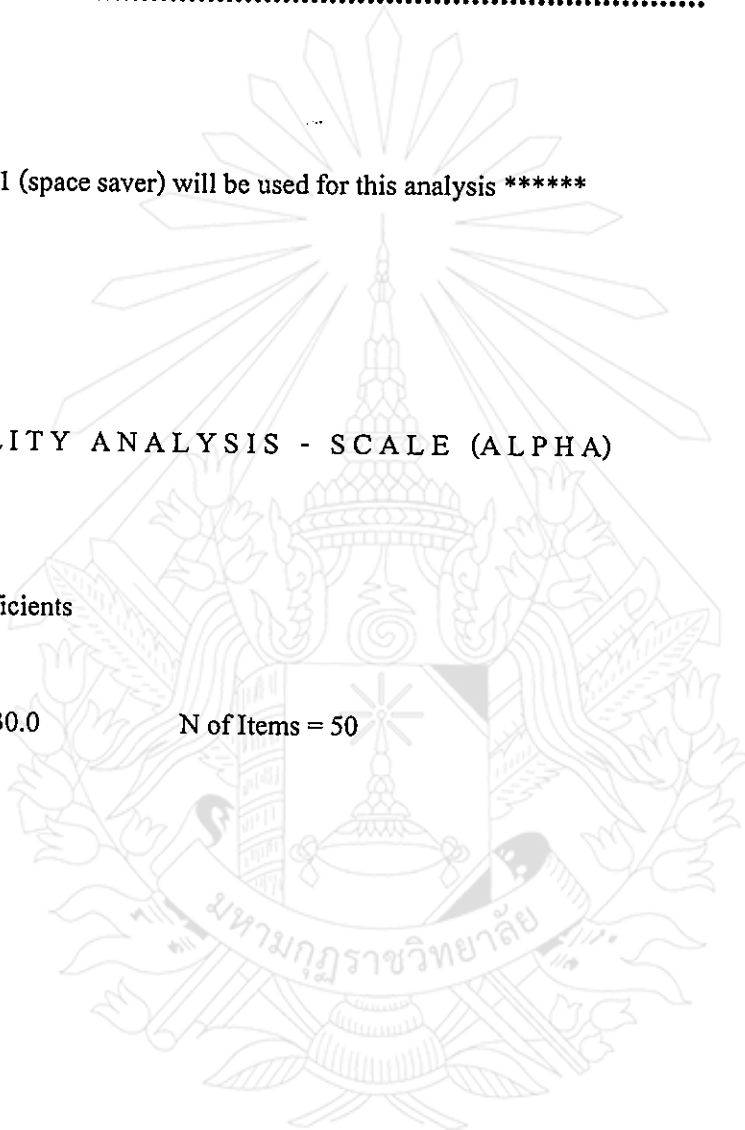 1 (space saver) will be used for this analysis ******
LITY ANALYSIS - SCALE (ALPHA)
icients
30.0 N of Items = 50
มหามกุฏราชวิทยาลัย